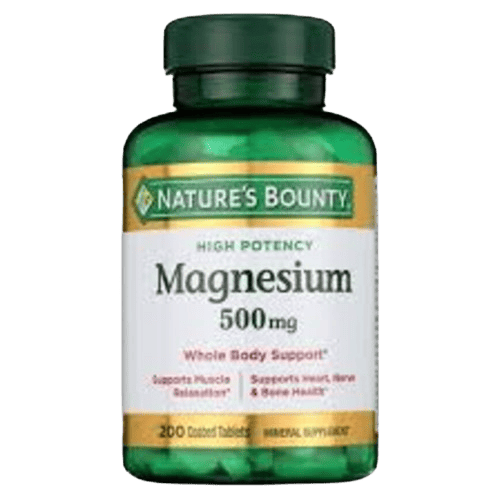 NATURE'S BOUNTY®
HIGH POTENCY
Magnesium
500mg
Whole Body Support*
Supports Muscle Relaxation*
Supports Heart, Nerve & Bone Health*
200 Coated Tablets
MINERAL SUPPLEMENT